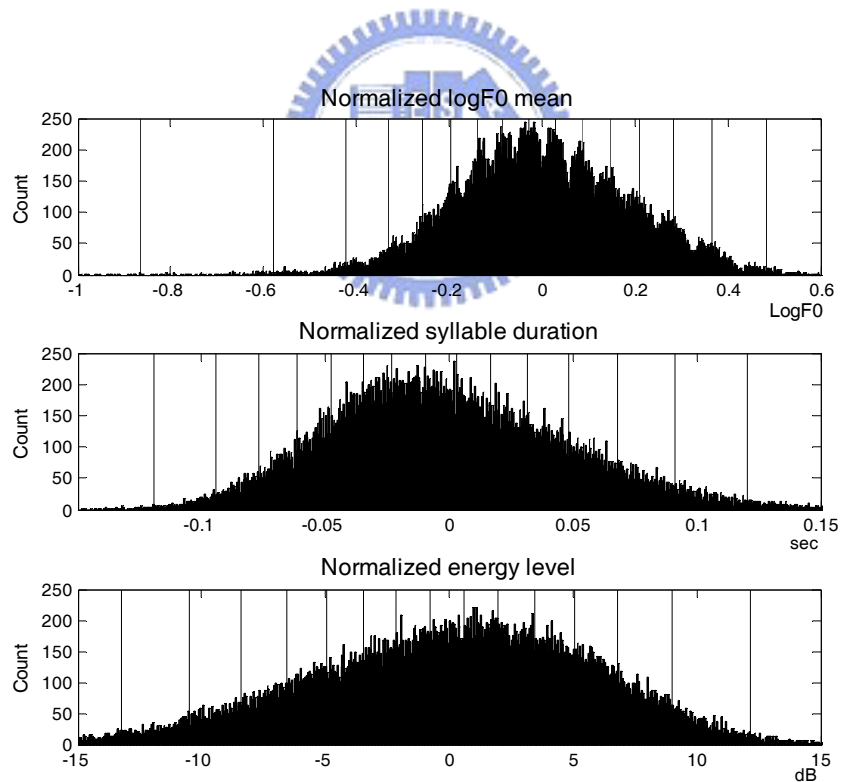 Normalized logF0 mean
250
200
150
100
50
0
Count
-1 -0.8 -0.6 -0.4 -0.2 0 0.2 0.4 0.6
LogF0
Normalized syllable duration
250
200
150
100
50
0
Count
-0.1 -0.05 0 0.05 0.1 0.15
sec
Normalized energy level
250
200
150
100
50
0
Count
-15 -10 -5 0 5 10 15
dB